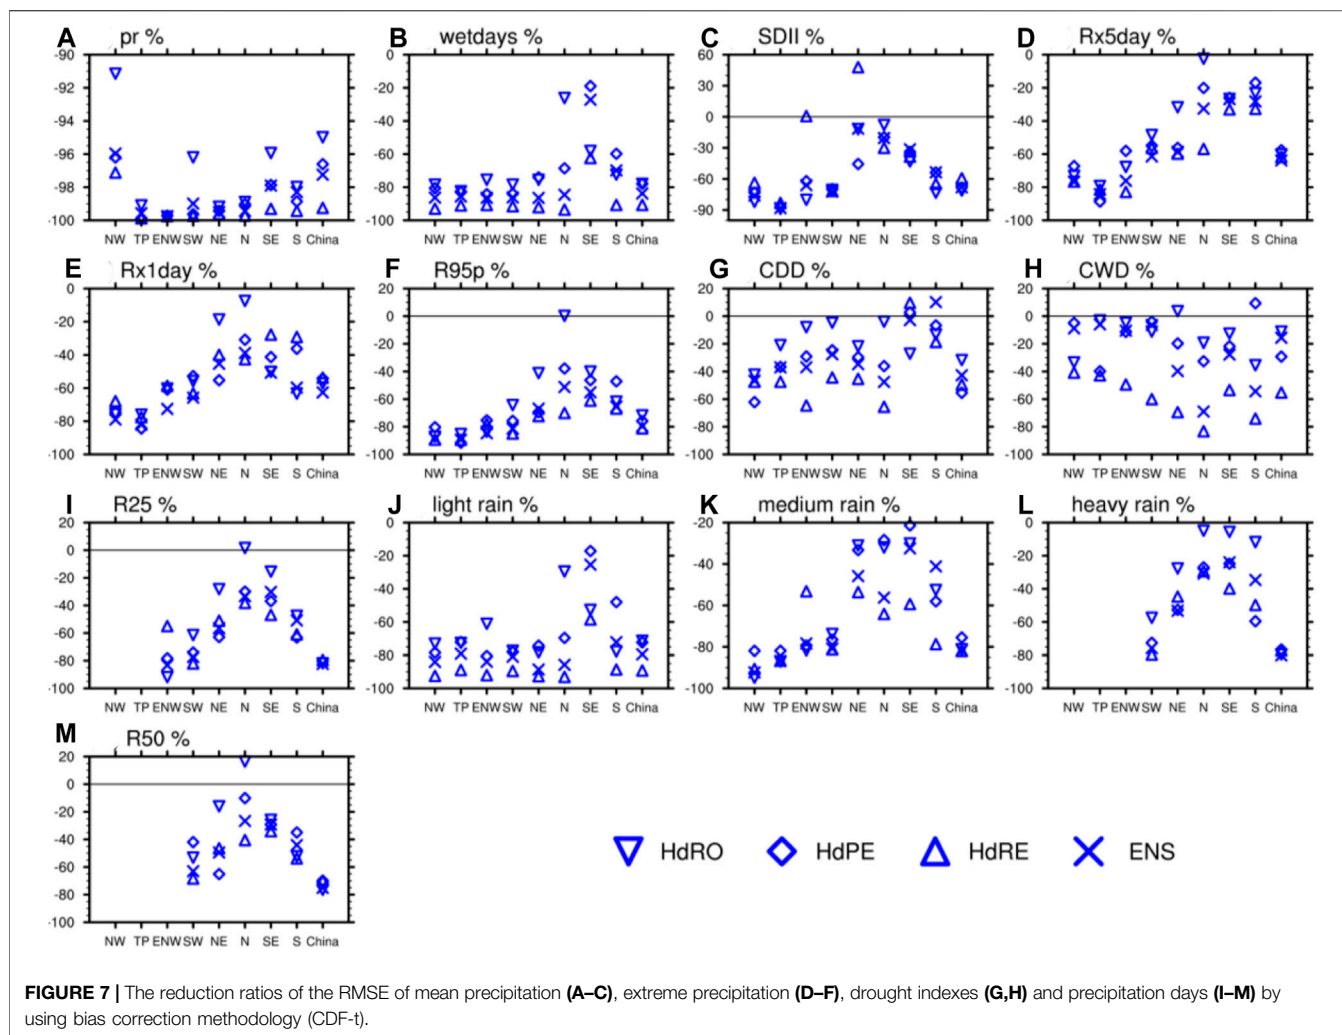 A pr % B wetdays % C SDII % D Rx5day %
-90 0 60 0
-92 -20 30 -20
-94 -40 0 -40
-96 -60 -30 -60
-98 -80 -60 -80
-100 -100 -90 -100
NW TP ENW SW NE N SE S China NW TP ENW SW NE N SE S China NW TP ENW SW NE N SE S China NW TP ENW SW NE N SE S China
E Rx1day % F R95p % G CDD % H CWD %
0 20 20 20
-20 0 0 0
-40 -20 -20 -20
-60 -40 -40 -40
-80 -60 -60 -60
-100 -80 -80 -80
-100 -100 -100
NW TP ENW SW NE N SE S China NW TP ENW SW NE N SE S China NW TP ENW SW NE N SE S China NW TP ENW SW NE N SE S China
I R25 % J light rain % K medium rain % L heavy rain %
20 0 -20 0
0 -20 -40 -20
-20 -40 -60 -40
-40 -60 -80 -60
-60 -80 -100 -80
-80 -100 -100
-100
NW TP ENW SW NE N SE S China NW TP ENW SW NE N SE S China NW TP ENW SW NE N SE S China NW TP ENW SW NE N SE S China
M R50 %
20
0
-20
-40
-60
-80
-100
NW TP ENW SW NE N SE S China
HdRO HdPE HdRE ENS
FIGURE 7 | The reduction ratios of the RMSE of mean precipitation (A–C), extreme precipitation (D–F), drought indexes (G,H) and precipitation days (I–M) by
using bias correction methodology (CDF-t).